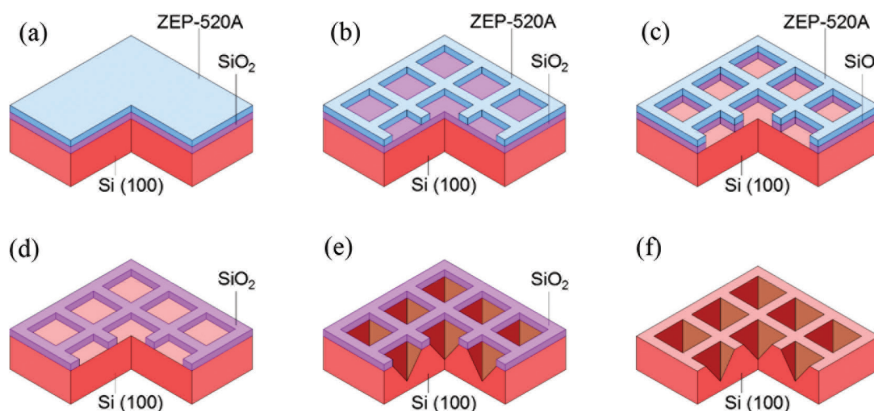 (a)
ZEP-520A
SiO₂
Si (100)
(b)
ZEP-520A
SiO₂
Si (100)
(c)
ZEP-520A
SiO
Si (100)
(d)
SiO₂
Si (100)
(e)
SiO₂
Si (100)
(f)
Si (100)